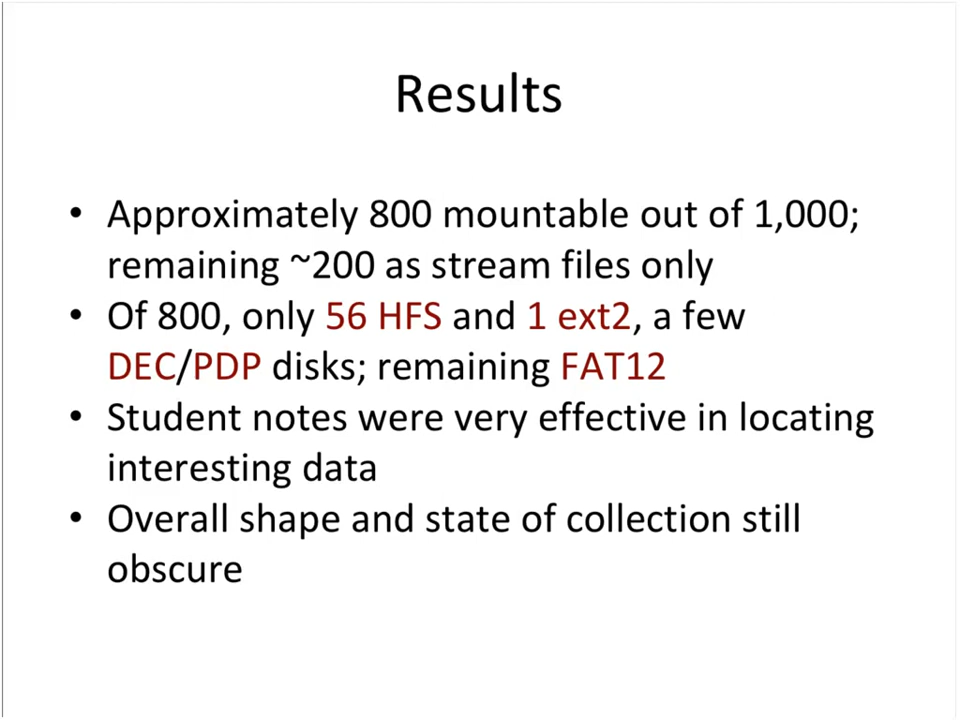 Results
• Approximately 800 mountable out of 1,000;
remaining ~200 as stream files only
• Of 800, only 56 HFS and 1 ext2, a few
DEC/PDP disks; remaining FAT12
• Student notes were very effective in locating
interesting data
• Overall shape and state of collection still
obscure